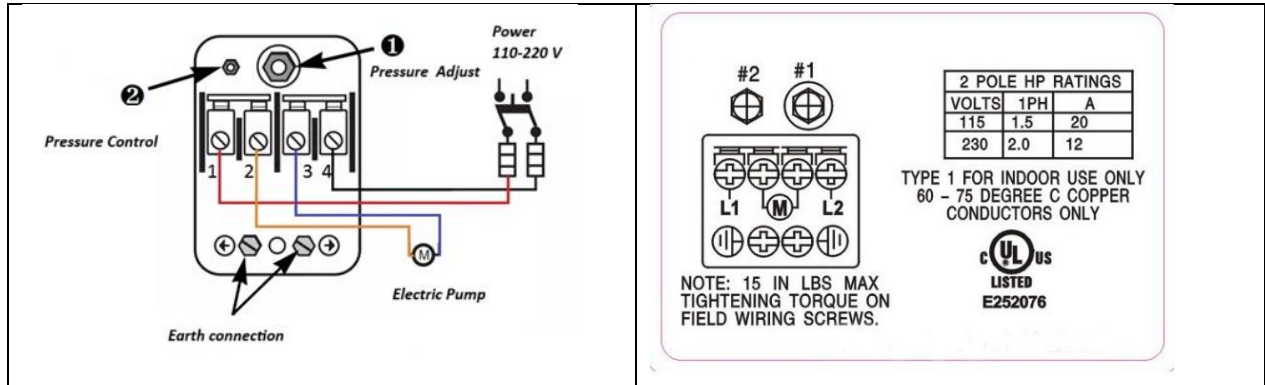 Power
110-220 V
❶
Pressure Adjust
❷
Pressure Control
1 2 3 4
M
Electric Pump
Earth connection
#2 #1
L1 M L2
NOTE: 15 IN LBS MAX
TIGHTENING TORQUE ON
FIELD WIRING SCREWS.
2 POLE HP RATINGS
VOLTS 1PH A
115 1.5 20
230 2.0 12
TYPE 1 FOR INDOOR USE ONLY
60 - 75 DEGREE C COPPER
CONDUCTORS ONLY
C UL US
LISTED
E252076